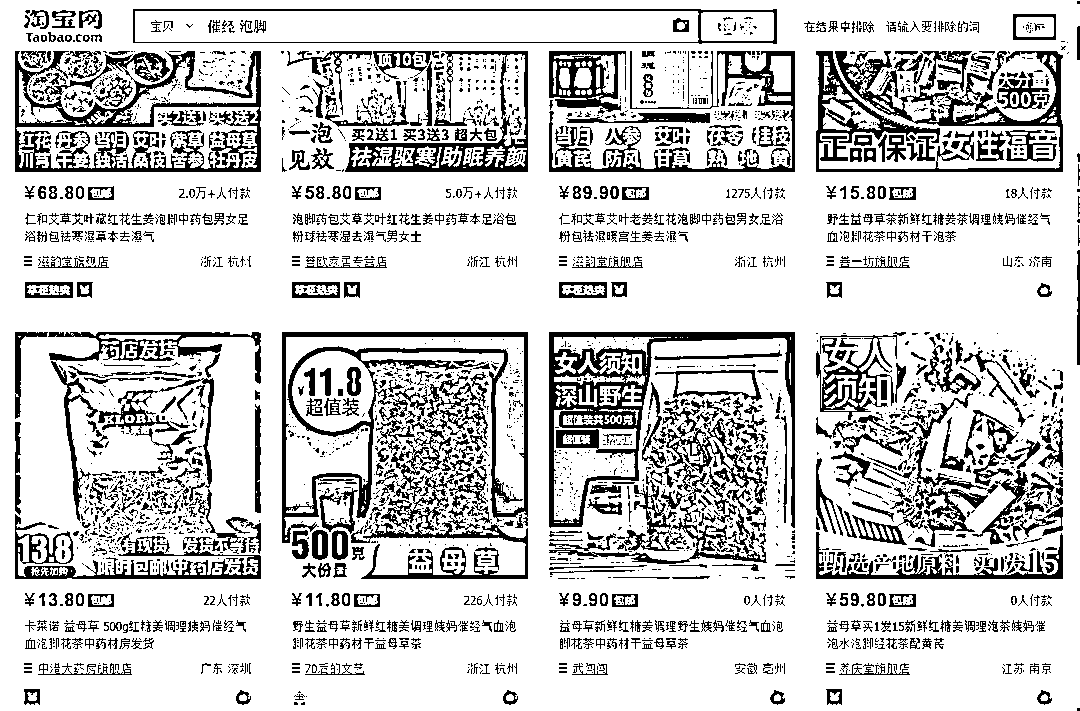 淘宝网
Taobao.com
宝贝 催经 泡脚
在结果中排除 请输入要排除的词
买2送1 买3送2
红花 丹参 当归 艾叶 紫草 益母草
川芎 干姜 独活 桑枝 苦参 牡丹皮
¥68.80 包邮 2.0万+人付款
仁和艾草艾叶藏红花生姜泡脚中药包男女足
浴粉包祛寒湿草本去湿气
滋韵堂旗舰店 浙江 杭州
顶10包
一泡
见效
买2送1 买3送3 超大包
祛湿驱寒|助眠养颜
¥58.80 包邮 5.0万+人付款
泡脚药包艾草艾叶红花生姜中药草本足浴包
粉球祛寒湿去湿气男女士
誉欧家居专营店 浙江 杭州
当归 人参 艾叶 茯苓 桂枝
黄芪 防风 甘草 熟地黄
¥89.90 包邮 1275人付款
仁和艾草艾叶老姜红花泡脚中药包男女足浴
粉包祛湿暖宫生姜去湿气
滋韵堂旗舰店 浙江 杭州
大分量
500克
正品保证 女性福音
¥15.80 包邮 18人付款
野生益母草茶新鲜红糖姜茶调理姨妈催经气
血泡脚花茶中药材干泡茶
善一坊旗舰店 山东 济南
药店发货
13.8
抢先加购
有现货 发货不等待
限时包邮中药店发货
¥13.80 包邮 22人付款
卡莱诺 益母草 500g红糖姜调理姨妈催经气
血泡脚花茶中药材房发货
中港大药房旗舰店 广东 深圳
¥11.8
超值装
500克
大份量
益母草
¥11.80 包邮 226人付款
野生益母草新鲜红糖姜调理姨妈催经气血泡
脚花茶中药材干益母草茶
70后的文艺 浙江 杭州
女人须知
深山野生
超值装共500克
超值装
¥9.90 包邮 0人付款
益母草新鲜红糖姜调理野生姨妈催经气血泡
脚花茶中药材干益母草茶
武闯闯 安徽 亳州
女人
须知
甄选产地原料 买1发15
¥59.80 包邮 0人付款
益母草买1发15新鲜红糖姜调理泡茶姨妈催
泡水泡脚经花茶配黄芪
养庆堂旗舰店 江苏 南京